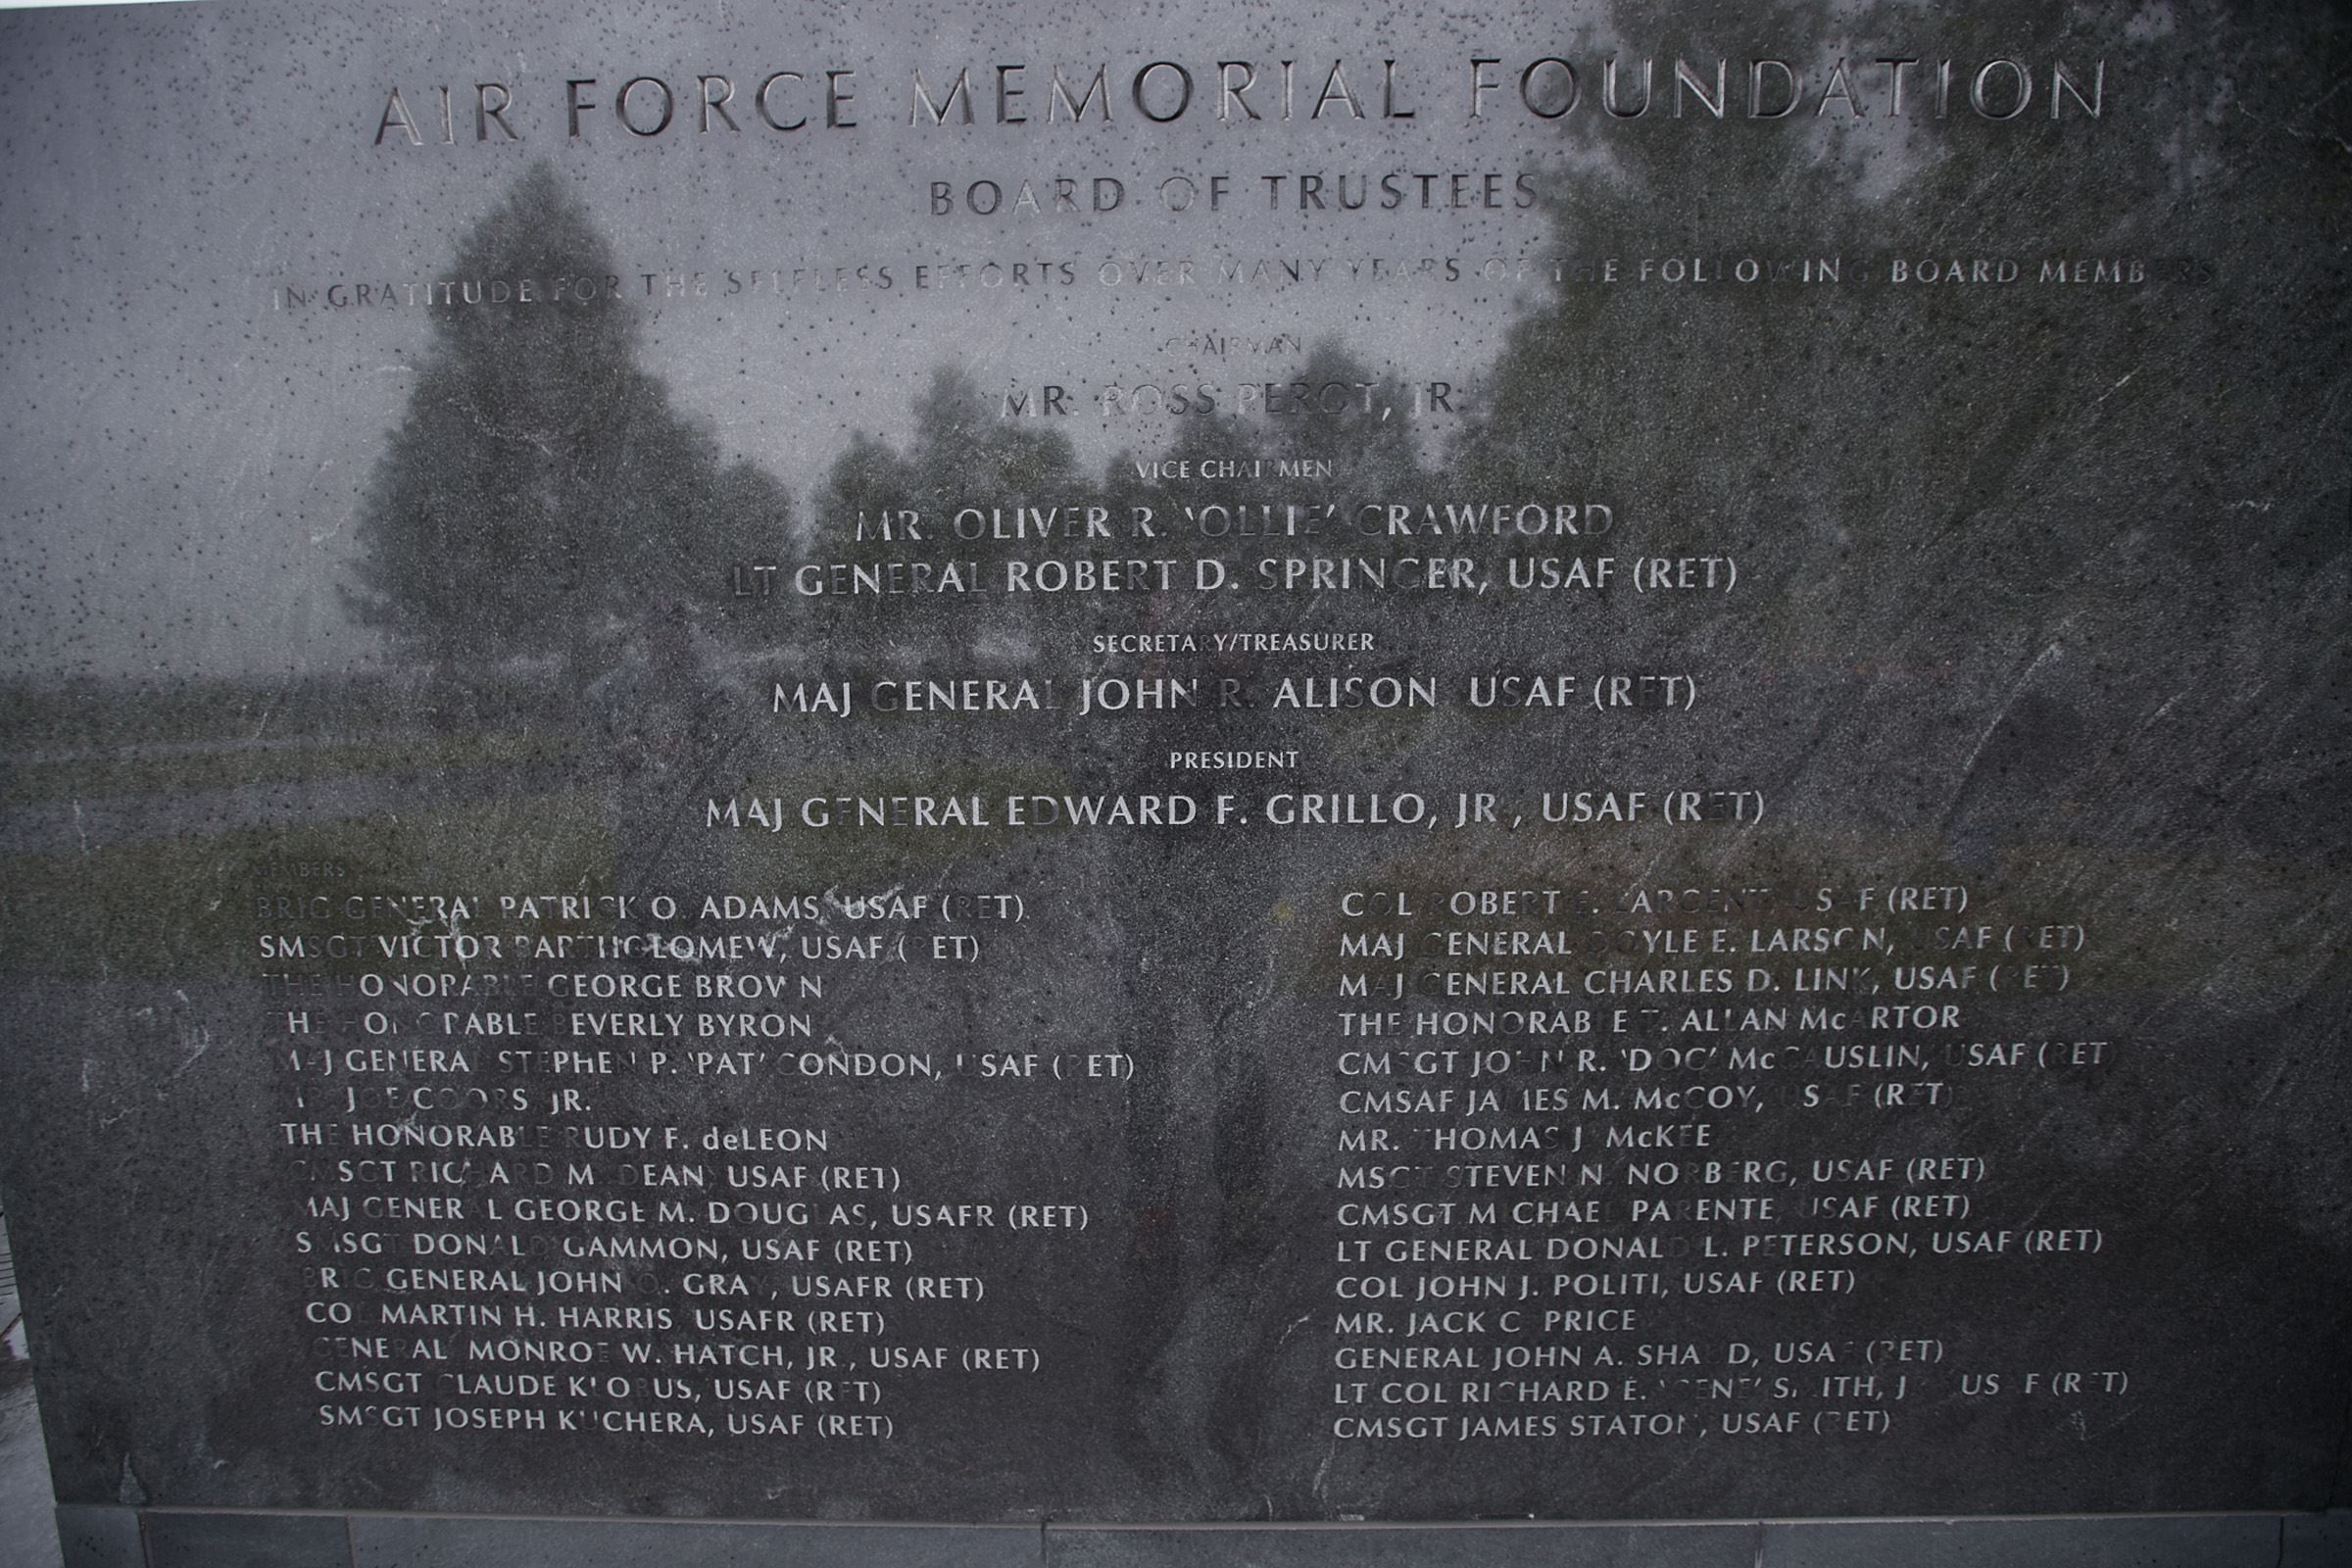 AIR FORCE MEMORIAL FOUNDATION
BOARD OF TRUSTEES
IN GRATITUDE FOR THE SELFLESS EFFORTS OVER MANY YEARS OF THE FOLLOWING BOARD MEMBERS
CHAIRMAN
MR. ROSS PEROT, JR.
VICE CHAIRMEN
MR. OLIVER R. 'OLLIE' CRAWFORD
LT GENERAL ROBERT D. SPRINGER, USAF (RET)
SECRETARY/TREASURER
MAJ GENERAL JOHN R. ALISON, USAF (RET)
PRESIDENT
MAJ GENERAL EDWARD F. GRILLO, JR., USAF (RET)
MEMBERS
BRIG GENERAL PATRICK O. ADAMS, USAF (RET)
SMSGT VICTOR BARTHOLOMEW, USAF (RET)
THE HONORABLE GEORGE BROWN
THE HONORABLE BEVERLY BYRON
MAJ GENERAL STEPHEN P. 'PAT' CONDON, USAF (RET)
MR. JOE COORS, JR.
THE HONORABLE RUDY F. deLEON
CMSGT RICHARD M. DEAN, USAF (RET)
MAJ GENERAL GEORGE M. DOUGLAS, USAFR (RET)
SMSGT DONALD GAMMON, USAF (RET)
BRIG GENERAL JOHN O. GRAY, USAFR (RET)
COL MARTIN H. HARRIS, USAFR (RET)
GENERAL MONROE W. HATCH, JR., USAF (RET)
CMSGT CLAUDE KLOBUS, USAF (RET)
SMSGT JOSEPH KUCHERA, USAF (RET)
COL ROBERT E. LARGENT, USAF (RET)
MAJ GENERAL DOYLE E. LARSON, USAF (RET)
MAJ GENERAL CHARLES D. LINK, USAF (RET)
THE HONORABLE T. ALLAN McARTOR
CMSGT JOHN R. 'DOC' McCAUSLIN, USAF (RET)
CMSAF JAMES M. McCOY, USAF (RET)
MR. THOMAS J. McKEE
MSGT STEVEN N. NORBERG, USAF (RET)
CMSGT MICHAEL PARENTE, USAF (RET)
LT GENERAL DONALD L. PETERSON, USAF (RET)
COL JOHN J. POLITI, USAF (RET)
MR. JACK C. PRICE
GENERAL JOHN A. SHAUD, USAF (RET)
LT COL RICHARD E. 'GENE' SMITH, JR., USAF (RET)
CMSGT JAMES STATON, USAF (RET)